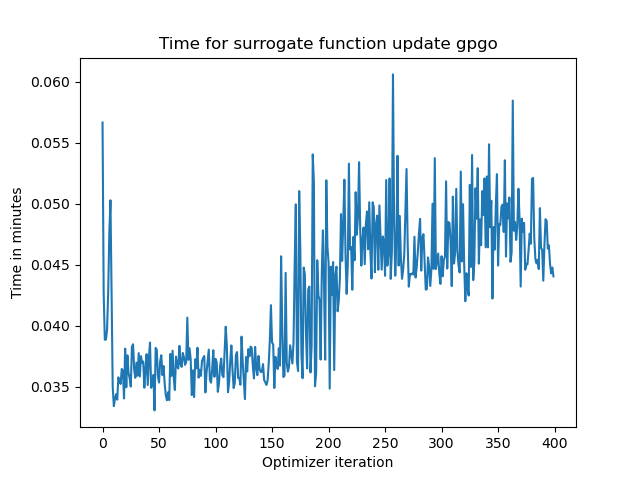 Time for surrogate function update gpgo
0.060
0.055
0.050
0.045
0.040
0.035
Time in minutes
0 50 100 150 200 250 300 350 400
Optimizer iteration